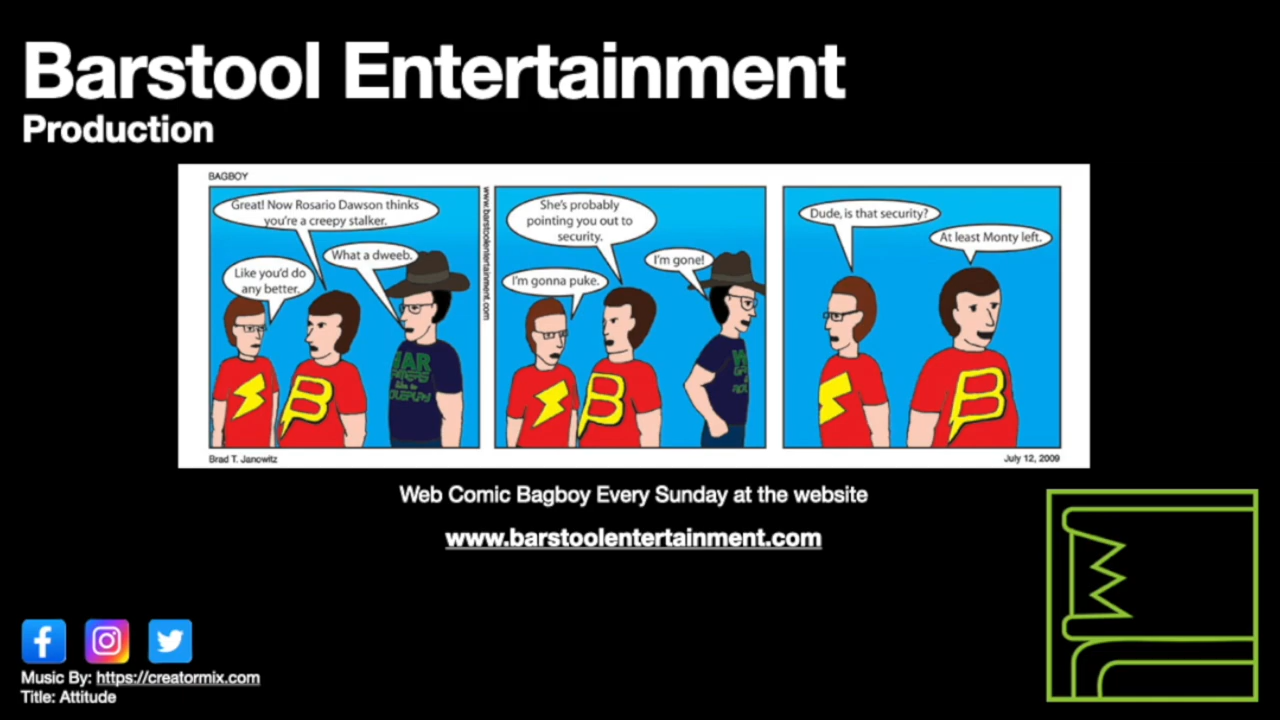 Barstool Entertainment
Production
BAGBOY
Great! Now Rosario Dawson thinks
you're a creepy stalker.
What a dweeb.
Like you'd do
any better.
www.barstoolentertainment.com
She's probably
pointing you out to
security.
I'm gonna puke.
I'm gone!
Dude, is that security?
At least Monty left.
Brad T. Janowitz
July 12, 2009
Web Comic Bagboy Every Sunday at the website
www.barstoolentertainment.com
Music By: https://creatormix.com
Title: Attitude